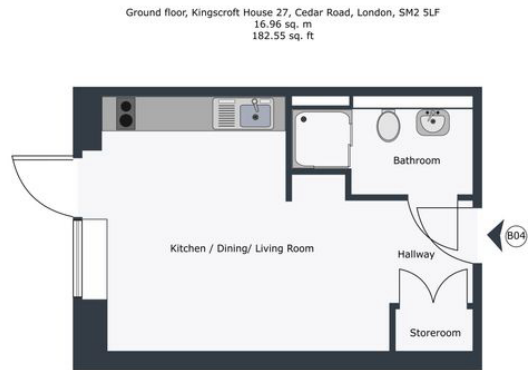 Ground floor, Kingscroft House 27, Cedar Road, London, SM2 5LF
16.96 sq. m
182.55 sq. ft
Bathroom
B04
Kitchen / Dining/ Living Room
Hallway
Storeroom